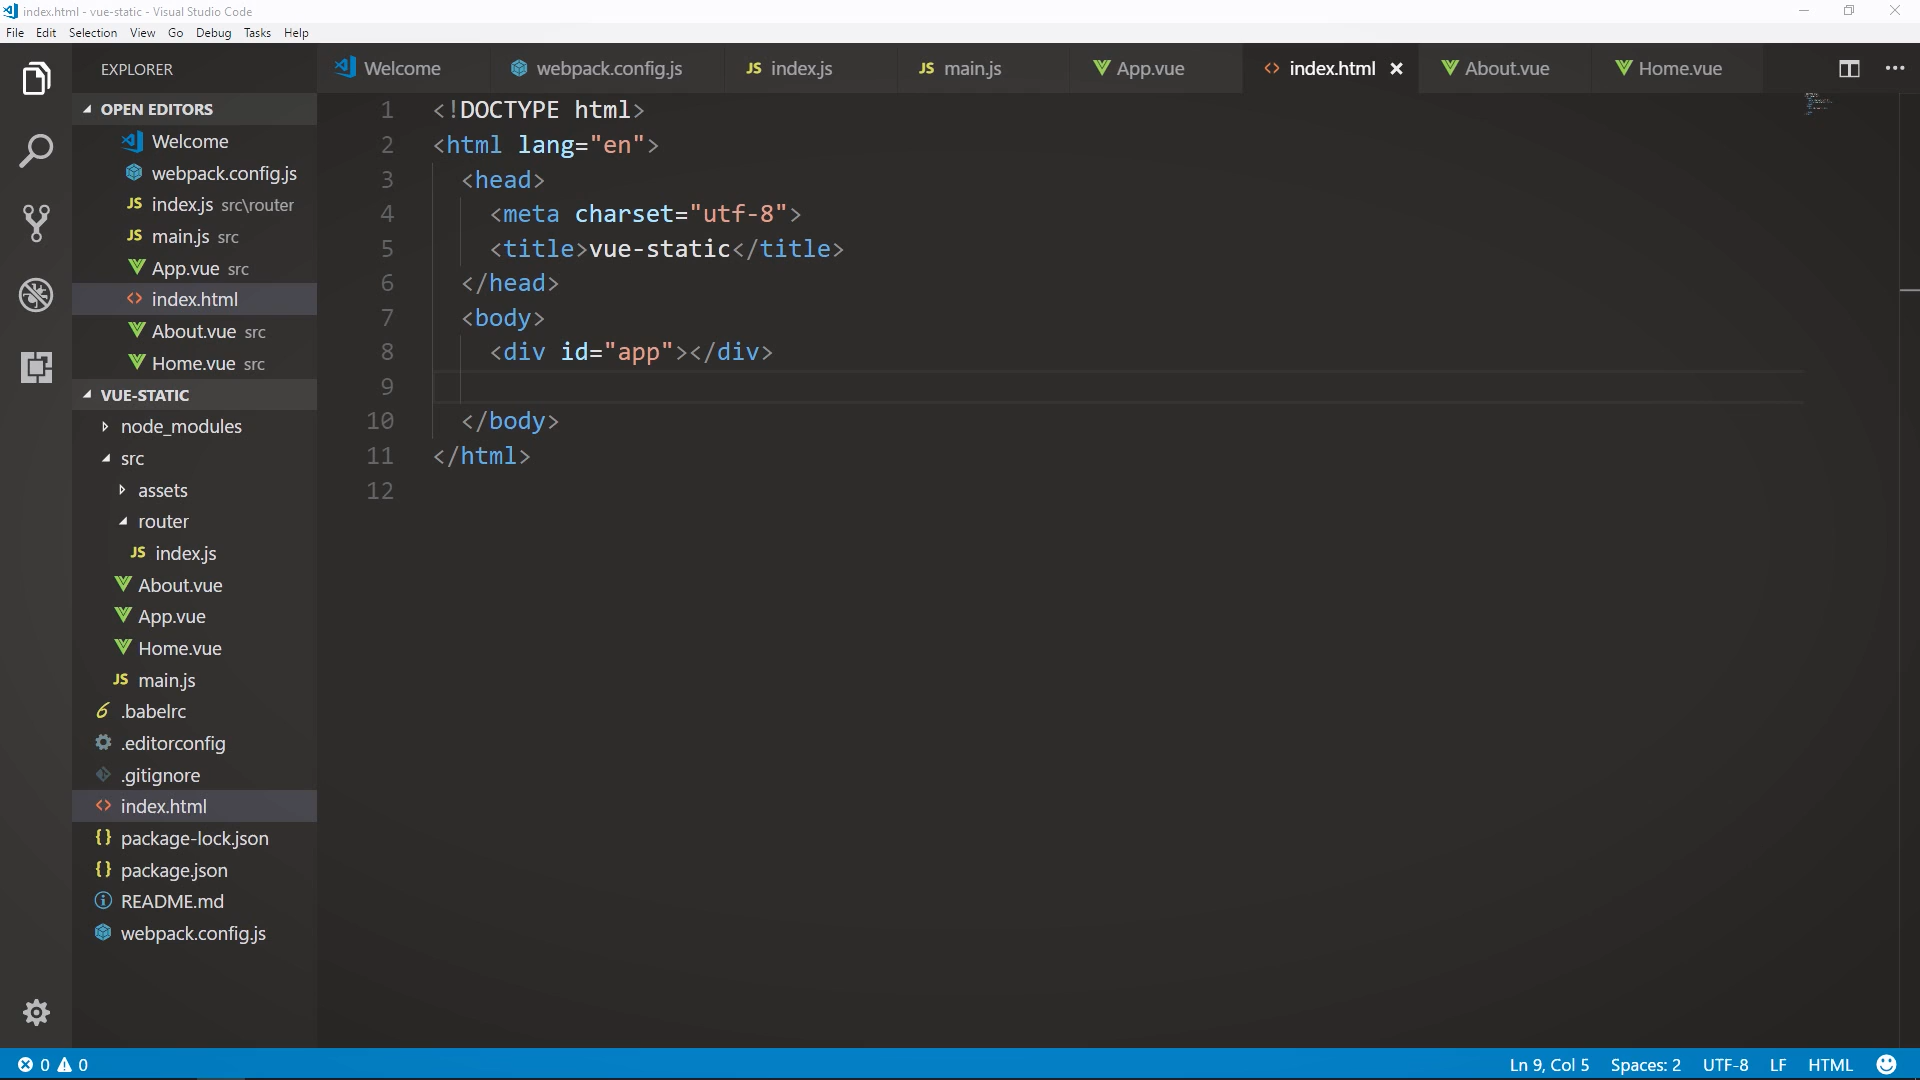 index.html - vue-static - Visual Studio Code
File Edit Selection View Go Debug Tasks Help
EXPLORER
OPEN EDITORS
Welcome
webpack.config.js
JS index.js src\router
JS main.js src
App.vue src
<> index.html
About.vue src
Home.vue src
VUE-STATIC
node_modules
src
assets
router
JS index.js
About.vue
App.vue
Home.vue
JS main.js
.babelrc
.editorconfig
.gitignore
<> index.html
{} package-lock.json
{} package.json
README.md
webpack.config.js
Welcome webpack.config.js JS index.js JS main.js App.vue <> index.html About.vue Home.vue
1 <!DOCTYPE html>
2 <html lang="en">
3 <head>
4 <meta charset="utf-8">
5 <title>vue-static</title>
6 </head>
7 <body>
8 <div id="app"></div>
9
10 </body>
11 </html>
12
0 0 Ln 9, Col 5 Spaces: 2 UTF-8 LF HTML